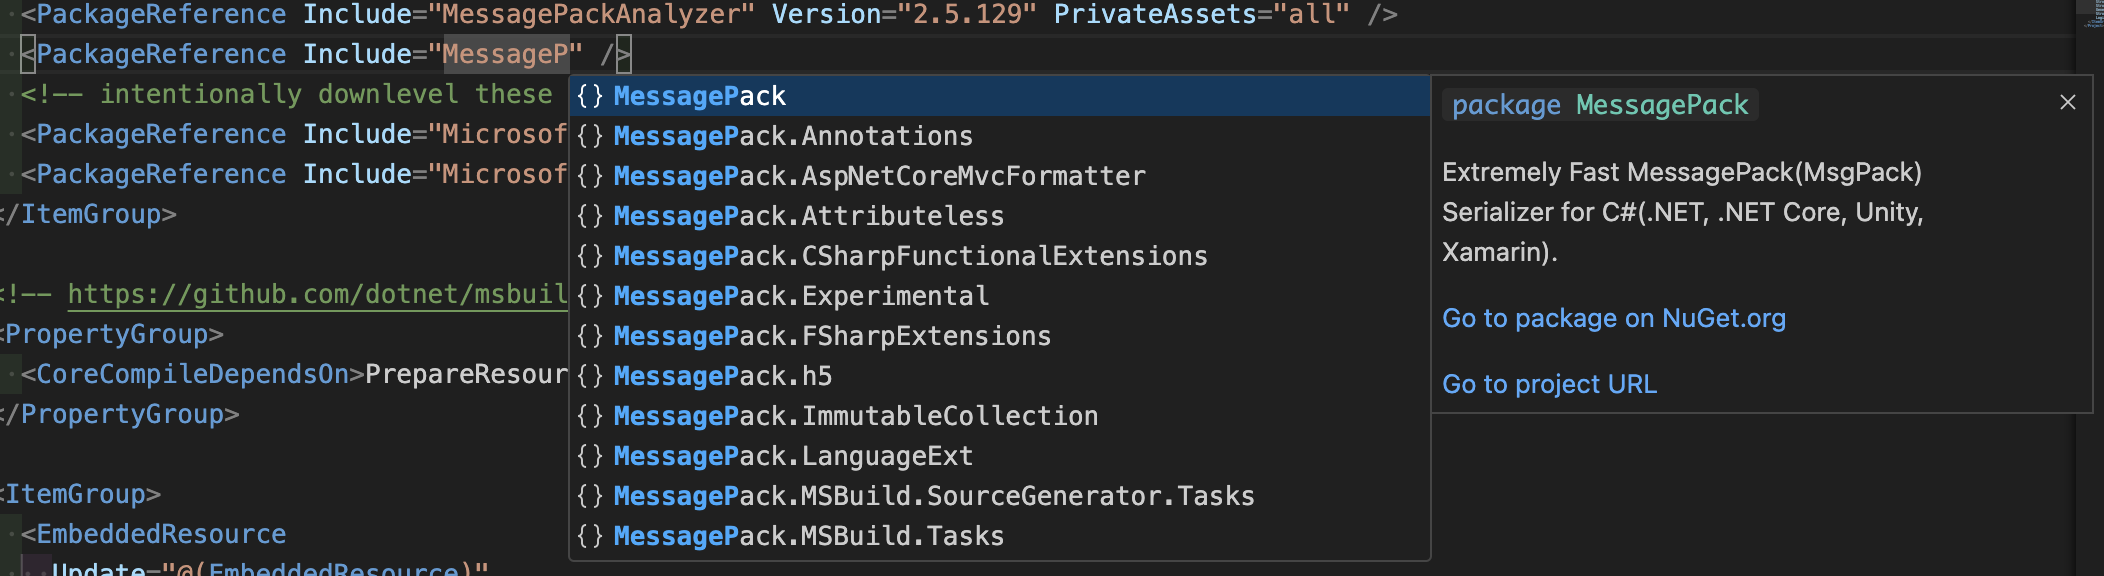 <PackageReference Include="MessagePackAnalyzer" Version="2.5.129" PrivateAssets="all" />
<PackageReference Include="MessageP" />
<!-- intentionally downlevel these
<PackageReference Include="Microsof
<PackageReference Include="Microsof
</ItemGroup>
<!-- https://github.com/dotnet/msbuil
<PropertyGroup>
<CoreCompileDependsOn>PrepareResour
</PropertyGroup>
<ItemGroup>
<EmbeddedResource
Update="@(EmbeddedResource)"
{} MessagePack
{} MessagePack.Annotations
{} MessagePack.AspNetCoreMvcFormatter
{} MessagePack.Attributeless
{} MessagePack.CSharpFunctionalExtensions
{} MessagePack.Experimental
{} MessagePack.FSharpExtensions
{} MessagePack.h5
{} MessagePack.ImmutableCollection
{} MessagePack.LanguageExt
{} MessagePack.MSBuild.SourceGenerator.Tasks
{} MessagePack.MSBuild.Tasks
package MessagePack
Extremely Fast MessagePack(MsgPack)
Serializer for C#(.NET, .NET Core, Unity,
Xamarin).
Go to package on NuGet.org
Go to project URL